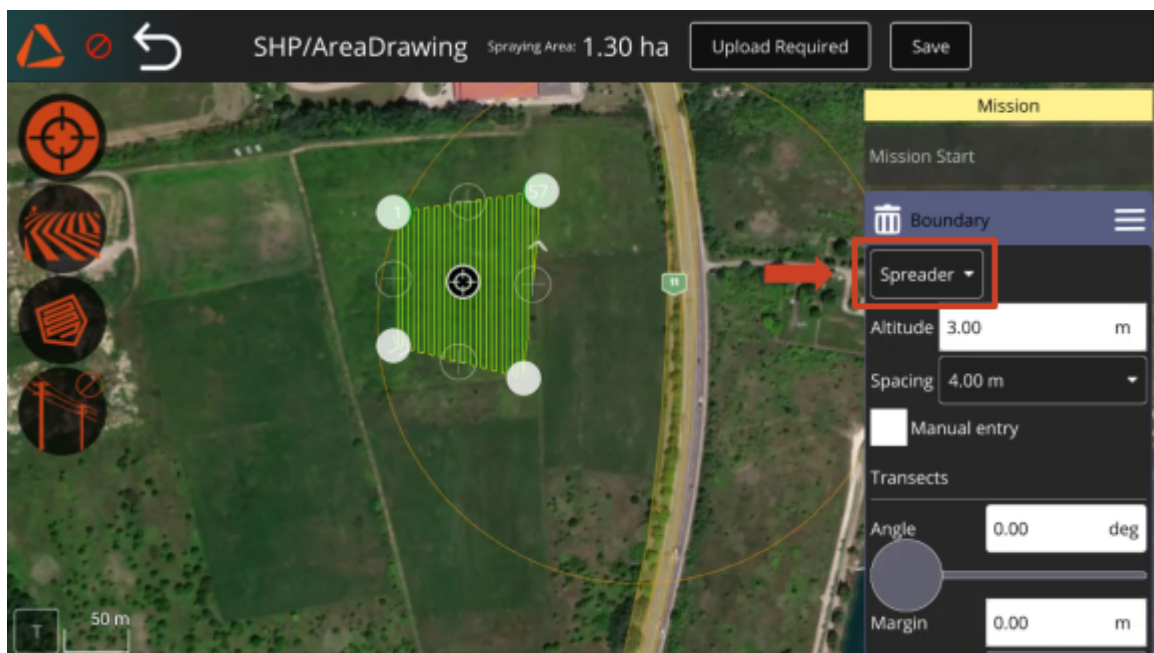 SHP/AreaDrawing Spraying Area: 1.30 ha Upload Required Save
Mission
Mission Start
Boundary
Spreader
Altitude 3.00 m
Spacing 4.00 m
Manual entry
Transects
Angle 0.00 deg
Margin 0.00 m
1
57
11
T
50 m